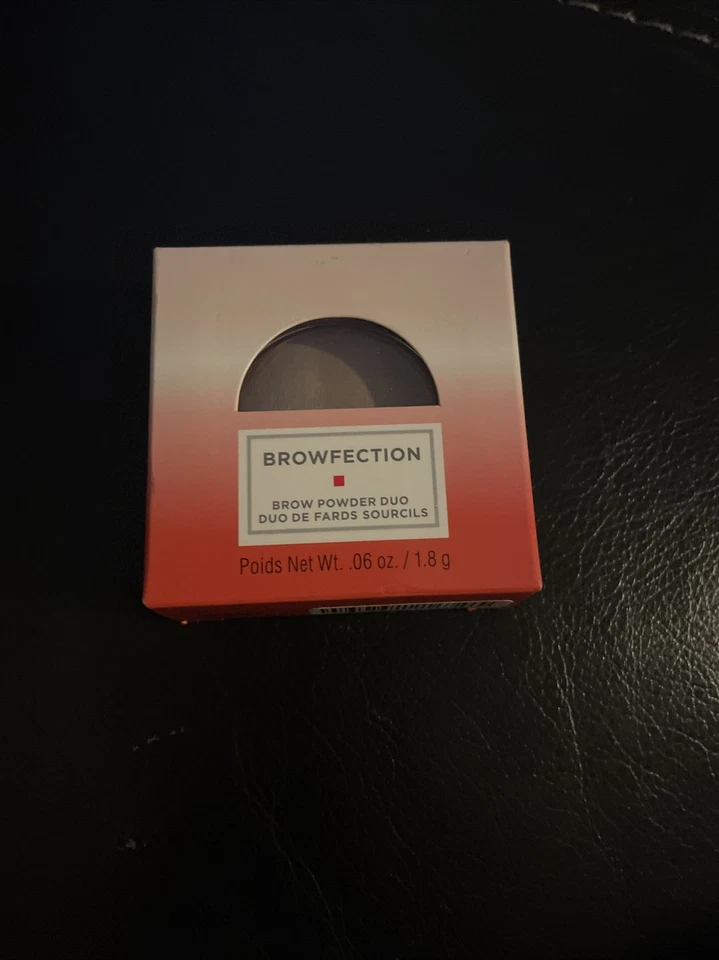 BROWFECTION
BROW POWDER DUO
DUO DE FARDS SOURCILS
Poids Net Wt. .06 oz. / 1.8 g